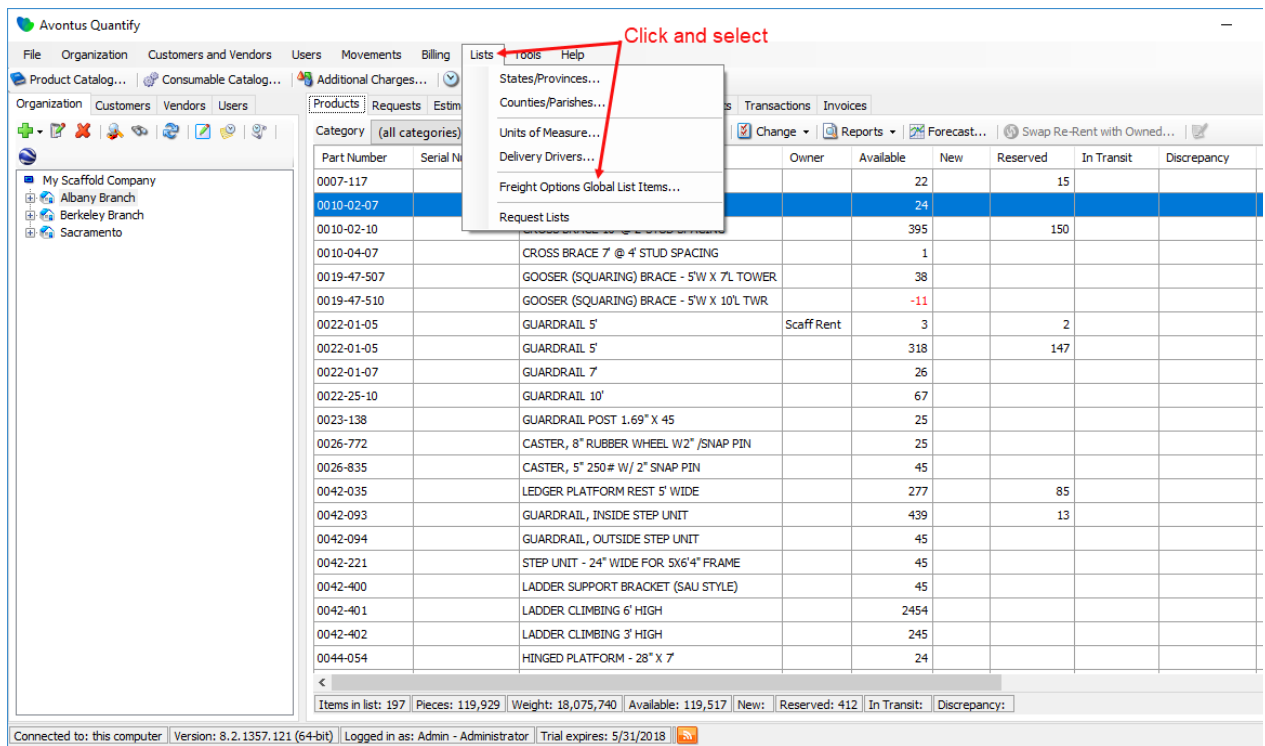 Avontus Quantify
Click and select
File Organization Customers and Vendors Users Movements Billing Lists Tools Help
Product Catalog... Consumable Catalog... Additional Charges...
States/Provinces...
Counties/Parishes...
Units of Measure...
Delivery Drivers...
Freight Options Global List Items...
Request Lists
Organization Customers Vendors Users
Products Requests Estim Transactions Invoices
Category (all categories) Change Reports Forecast... Swap Re-Rent with Owned...
My Scaffold Company
Albany Branch
Berkeley Branch
Sacramento
Part Number Serial Nu Owner Available New Reserved In Transit Discrepancy
0007-117 22 15
0010-02-07 24
0010-02-10 CROSS BRACE 10' @ 2' STUD SPACING 395 150
0010-04-07 CROSS BRACE 7' @ 4' STUD SPACING 1
0019-47-507 GOOSER (SQUARING) BRACE - 5'W X 7'L TOWER 38
0019-47-510 GOOSER (SQUARING) BRACE - 5'W X 10'L TWR -11
0022-01-05 GUARDRAIL 5' Scaff Rent 3 2
0022-01-05 GUARDRAIL 5' 318 147
0022-01-07 GUARDRAIL 7' 26
0022-25-10 GUARDRAIL 10' 67
0023-138 GUARDRAIL POST 1.69" X 45 25
0026-772 CASTER, 8" RUBBER WHEEL W2" /SNAP PIN 25
0026-835 CASTER, 5" 250# W/ 2" SNAP PIN 45
0042-035 LEDGER PLATFORM REST 5' WIDE 277 85
0042-093 GUARDRAIL, INSIDE STEP UNIT 439 13
0042-094 GUARDRAIL, OUTSIDE STEP UNIT 45
0042-221 STEP UNIT - 24" WIDE FOR 5X6'4" FRAME 45
0042-400 LADDER SUPPORT BRACKET (SAU STYLE) 45
0042-401 LADDER CLIMBING 6' HIGH 2454
0042-402 LADDER CLIMBING 3' HIGH 245
0044-054 HINGED PLATFORM - 28" X 7' 24
Items in list: 197 Pieces: 119,929 Weight: 18,075,740 Available: 119,517 New: Reserved: 412 In Transit: Discrepancy:
Connected to: this computer Version: 8.2.1357.121 (64-bit) Logged in as: Admin - Administrator Trial expires: 5/31/2018